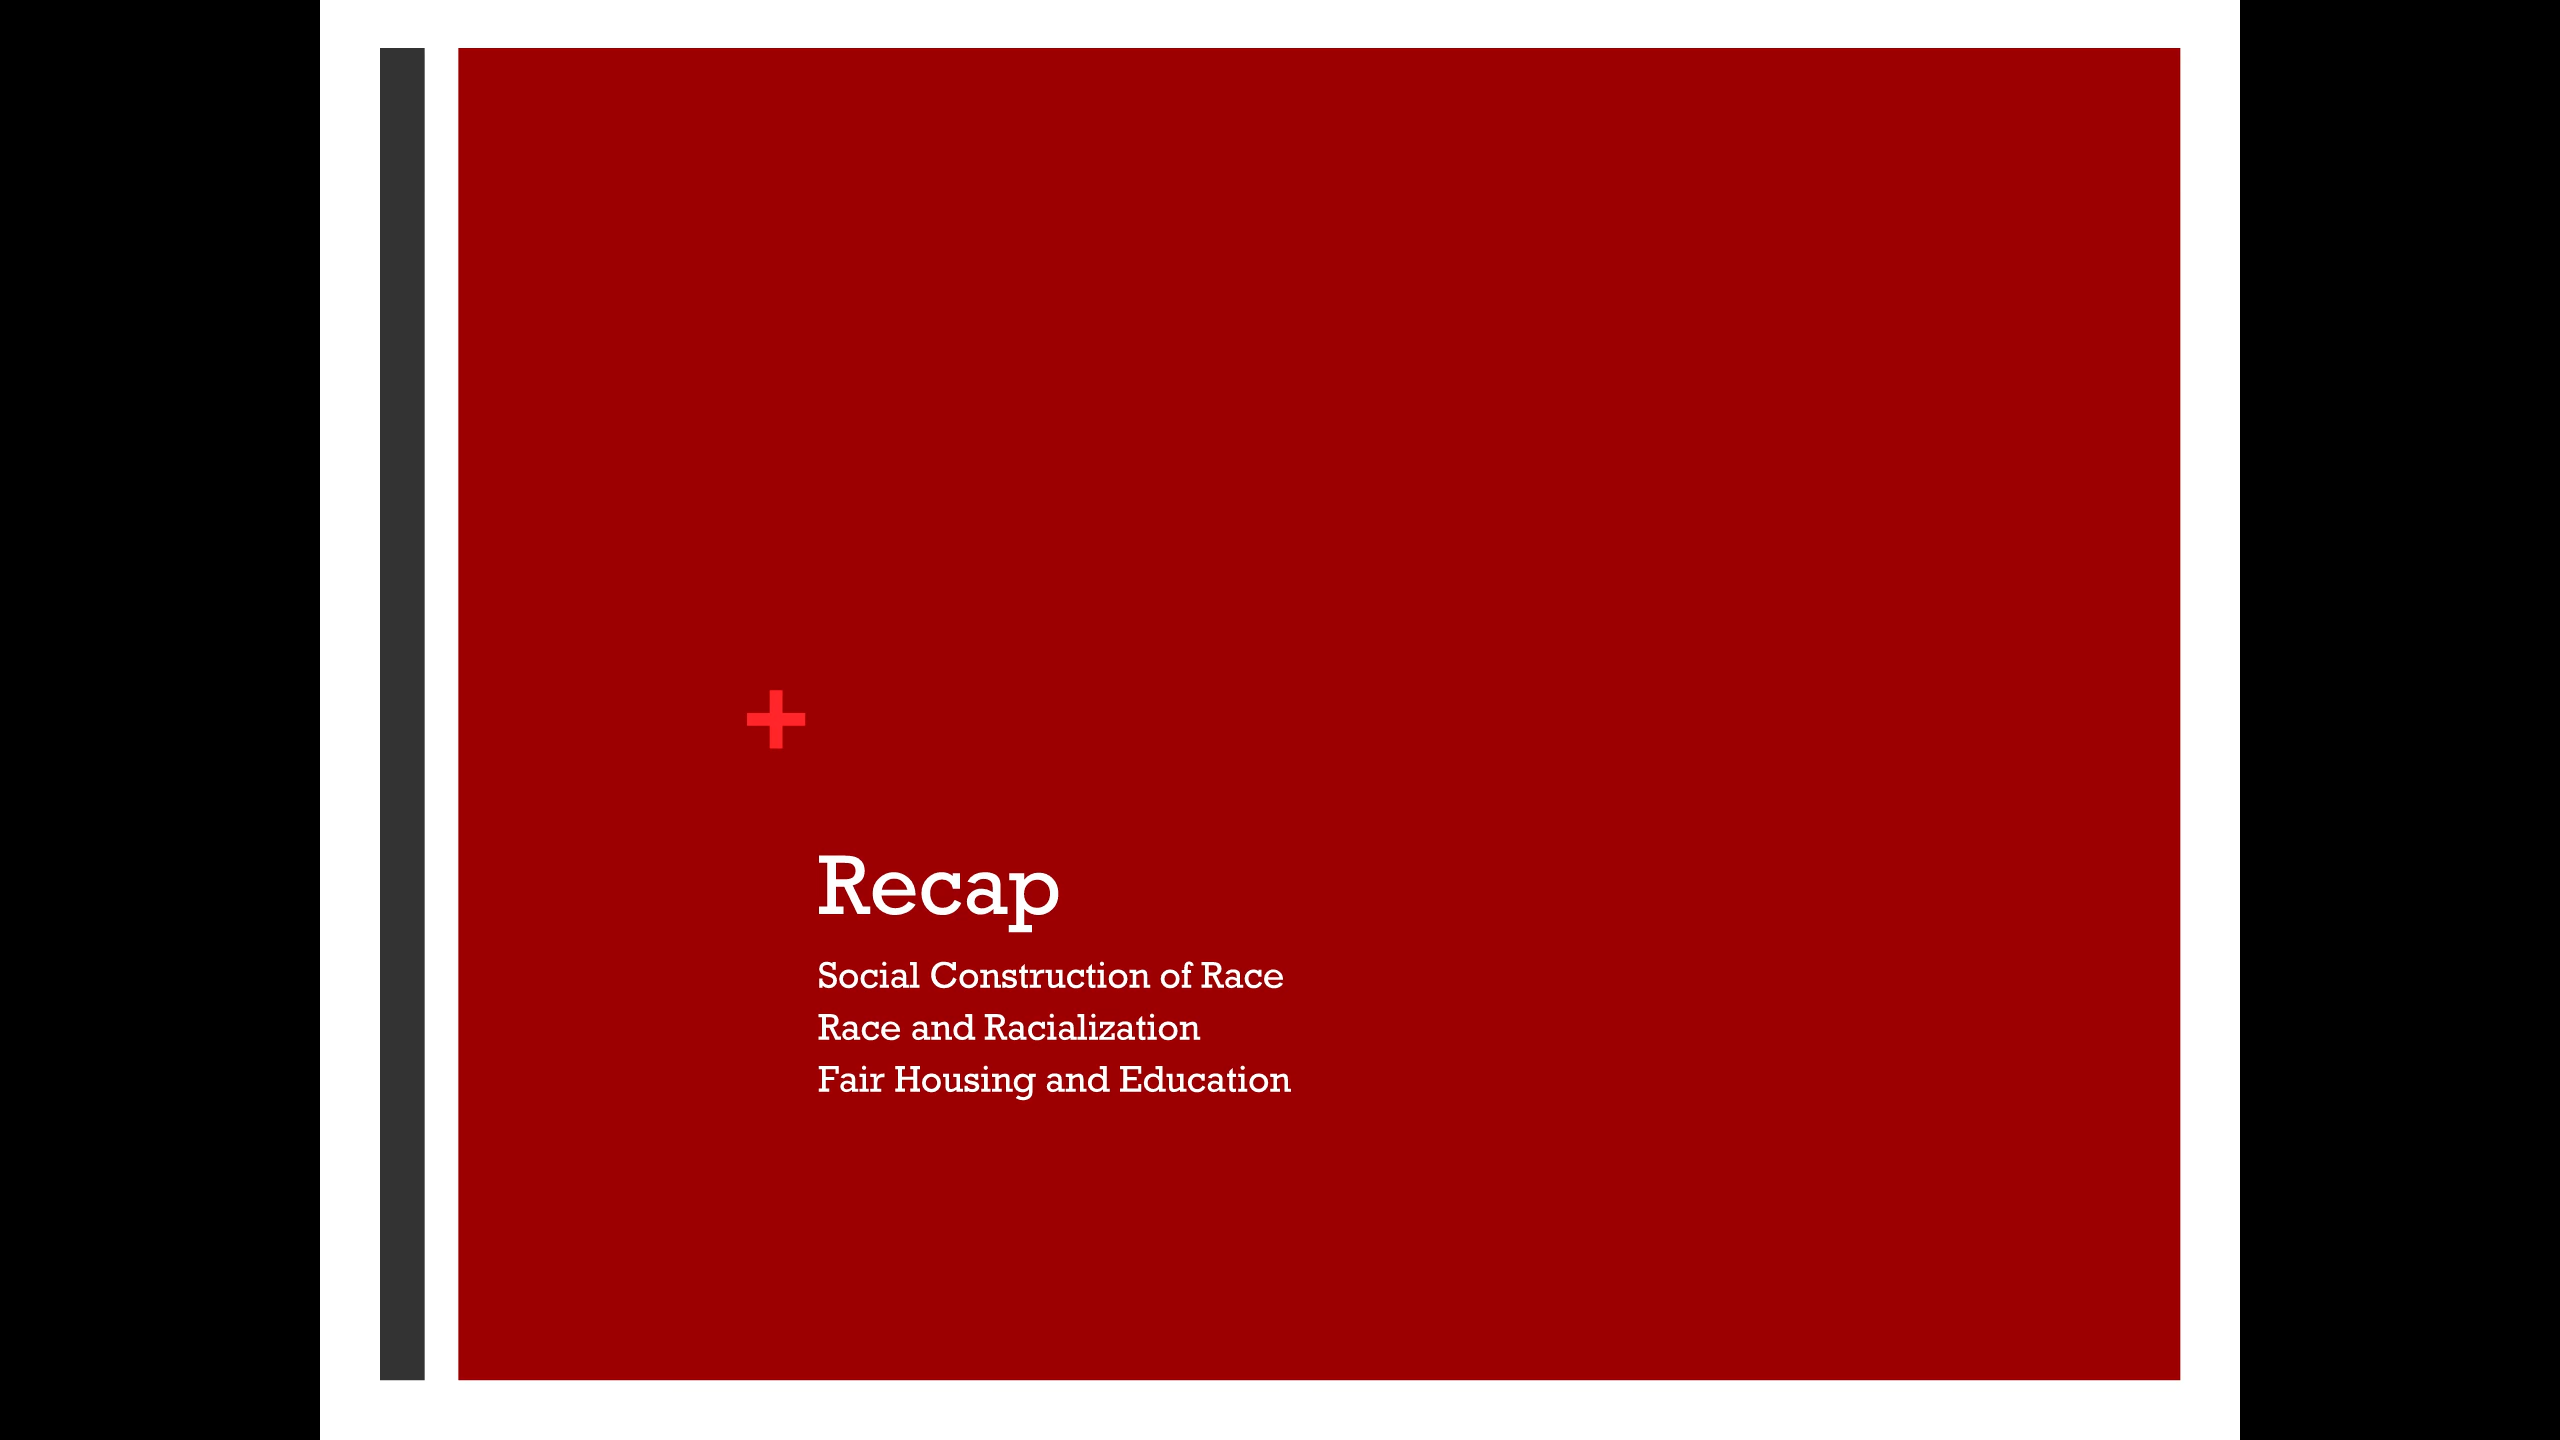 +
Recap
Social Construction of Race
Race and Racialization
Fair Housing and Education